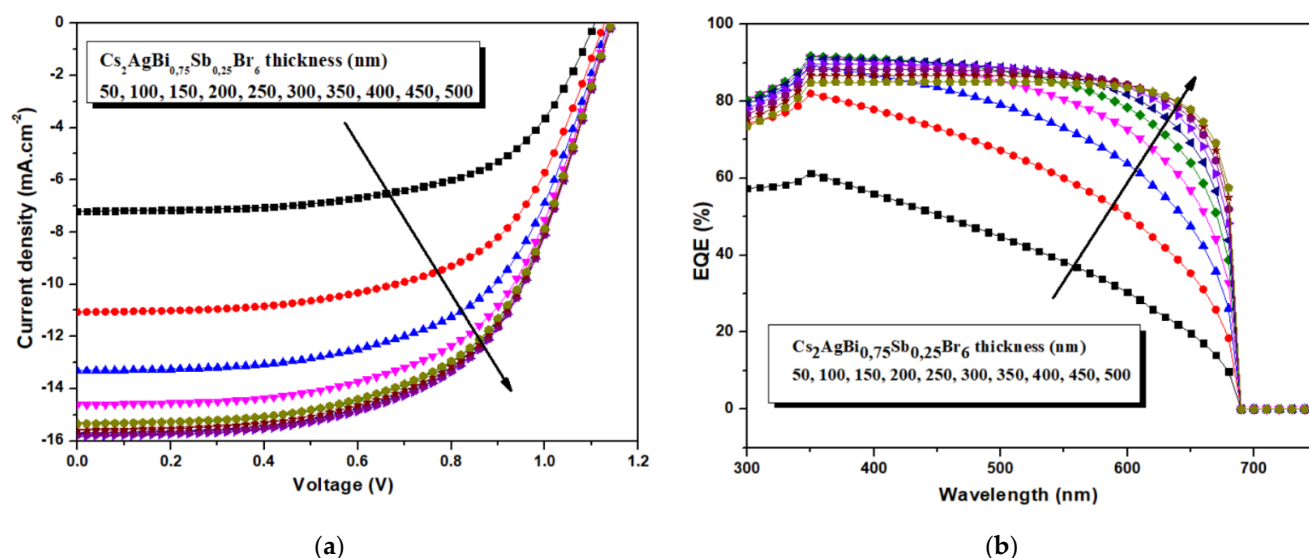 Cs2AgBi0,75Sb0,25Br6 thickness (nm)
50, 100, 150, 200, 250, 300, 350, 400, 450, 500
Current density (mA.cm-2)
0
-2
-4
-6
-8
-10
-12
-14
-16
0.0 0.2 0.4 0.6 0.8 1.0 1.2
Voltage (V)
(a)
EQE (%)
100
80
60
40
20
0
Cs2AgBi0,75Sb0,25Br6 thickness (nm)
50, 100, 150, 200, 250, 300, 350, 400, 450, 500
300 400 500 600 700
Wavelength (nm)
(b)